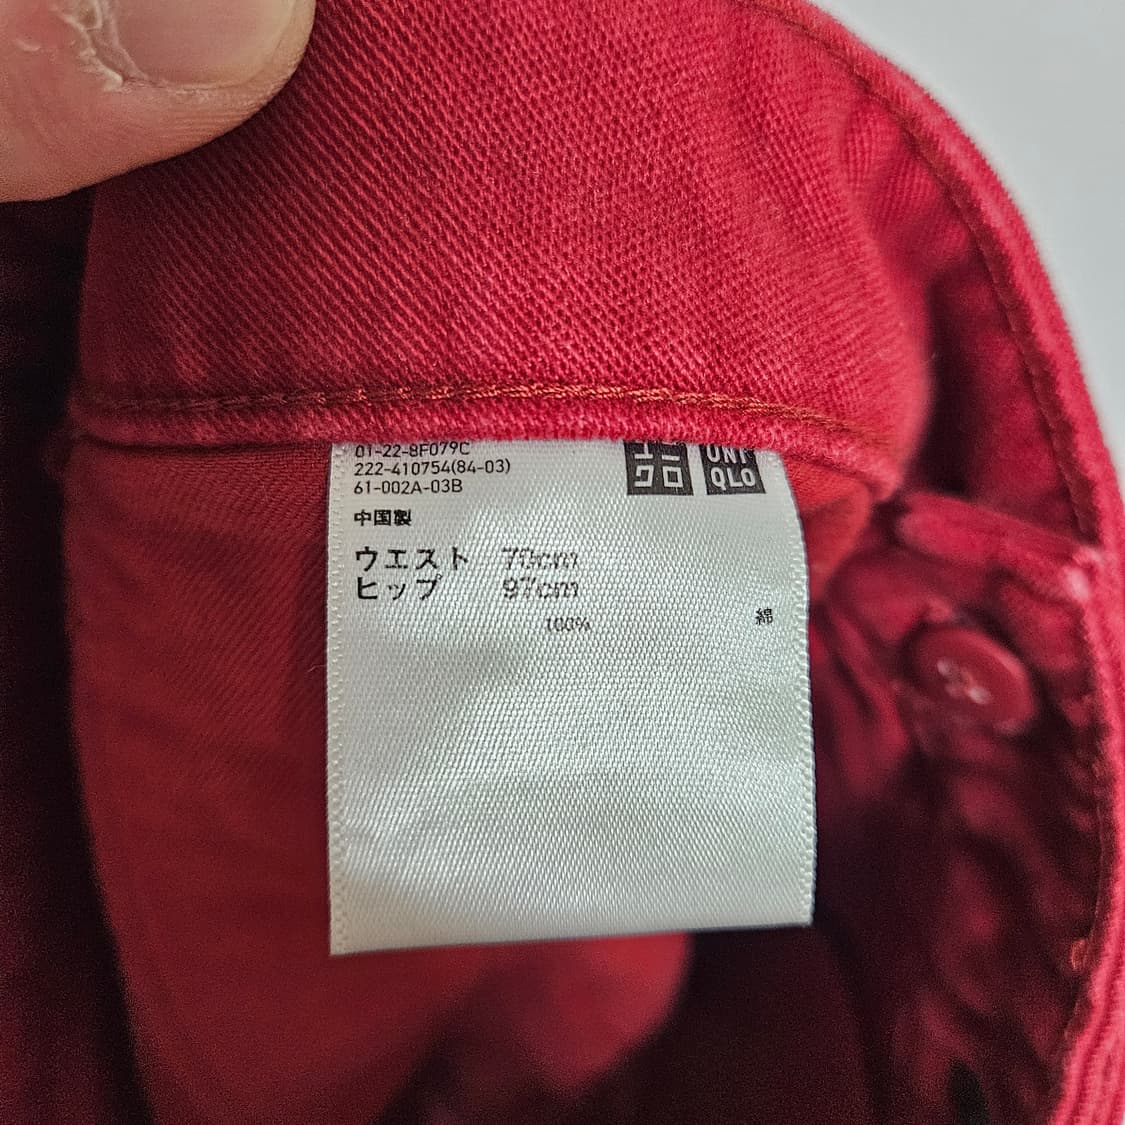 01-22-8F079C
222-410754(84-03)
61-002A-03B
ユニクロ
UNIQLO
中国製
ウエスト 70cm
ヒップ 97cm
100% 綿